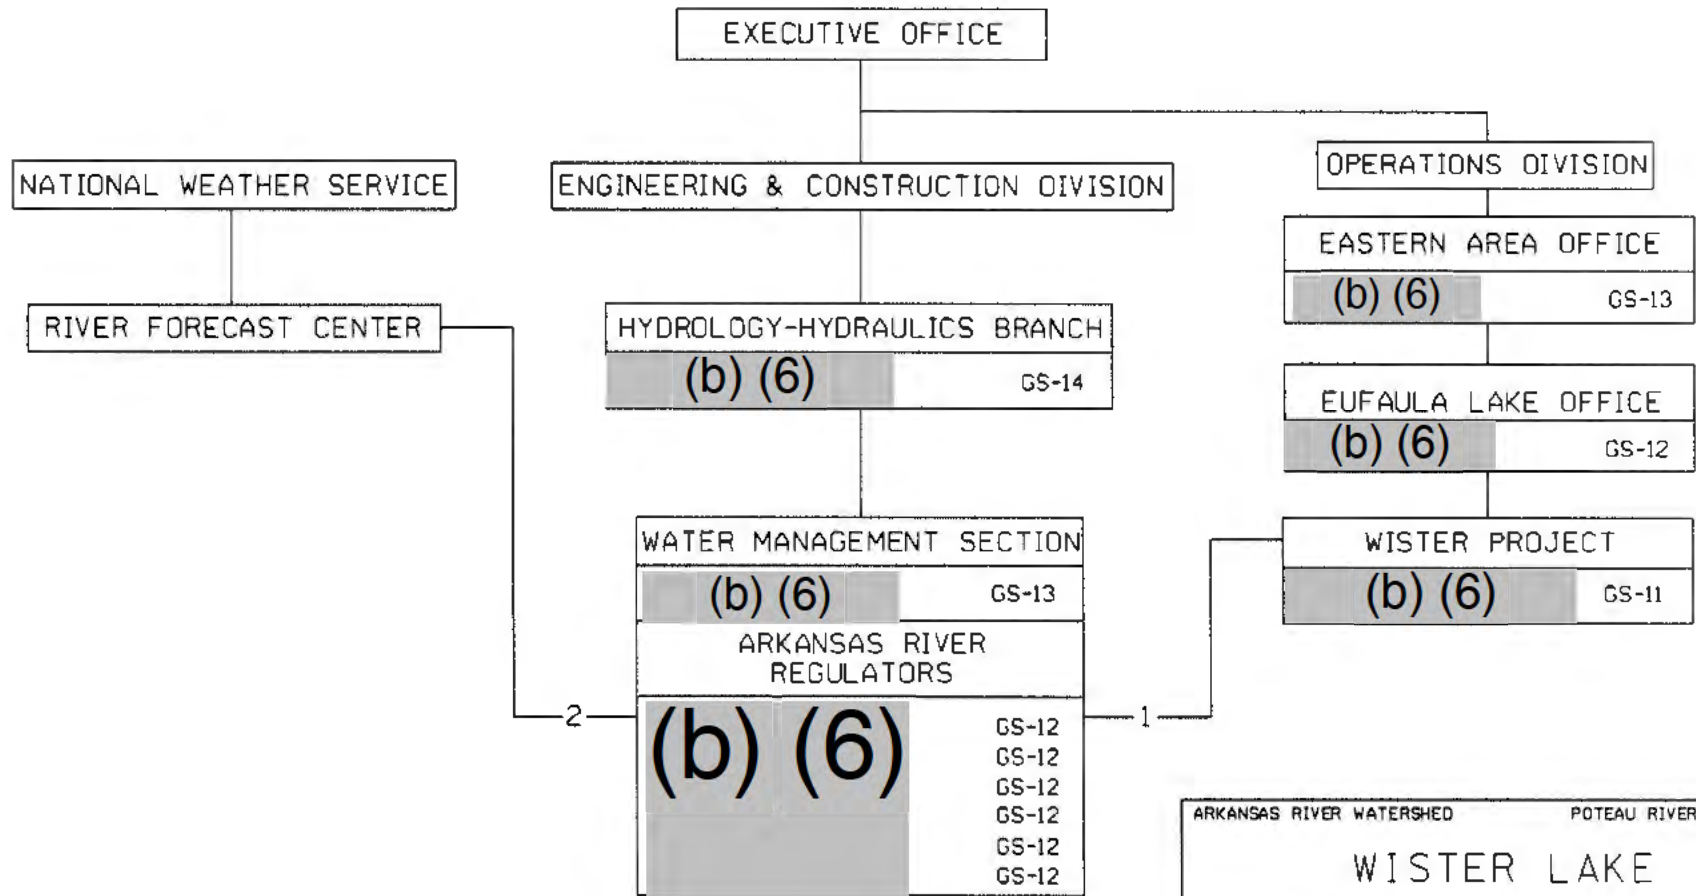 EXECUTIVE OFFICE
NATIONAL WEATHER SERVICE
ENGINEERING & CONSTRUCTION OIVISION
OPERATIONS OIVISION
EASTERN AREA OFFICE
(b) (6) GS-13
RIVER FORECAST CENTER
HYDROLOGY-HYDRAULICS BRANCH
(b) (6) GS-14
EUFAULA LAKE OFFICE
(b) (6) GS-12
WATER MANAGEMENT SECTION
(b) (6) GS-13
WISTER PROJECT
(b) (6) GS-11
ARKANSAS RIVER
REGULATORS
2
(b) (6)
1
GS-12
GS-12
GS-12
GS-12
GS-12
GS-12
ARKANSAS RIVER WATERSHED POTEAU RIVER
WISTER LAKE